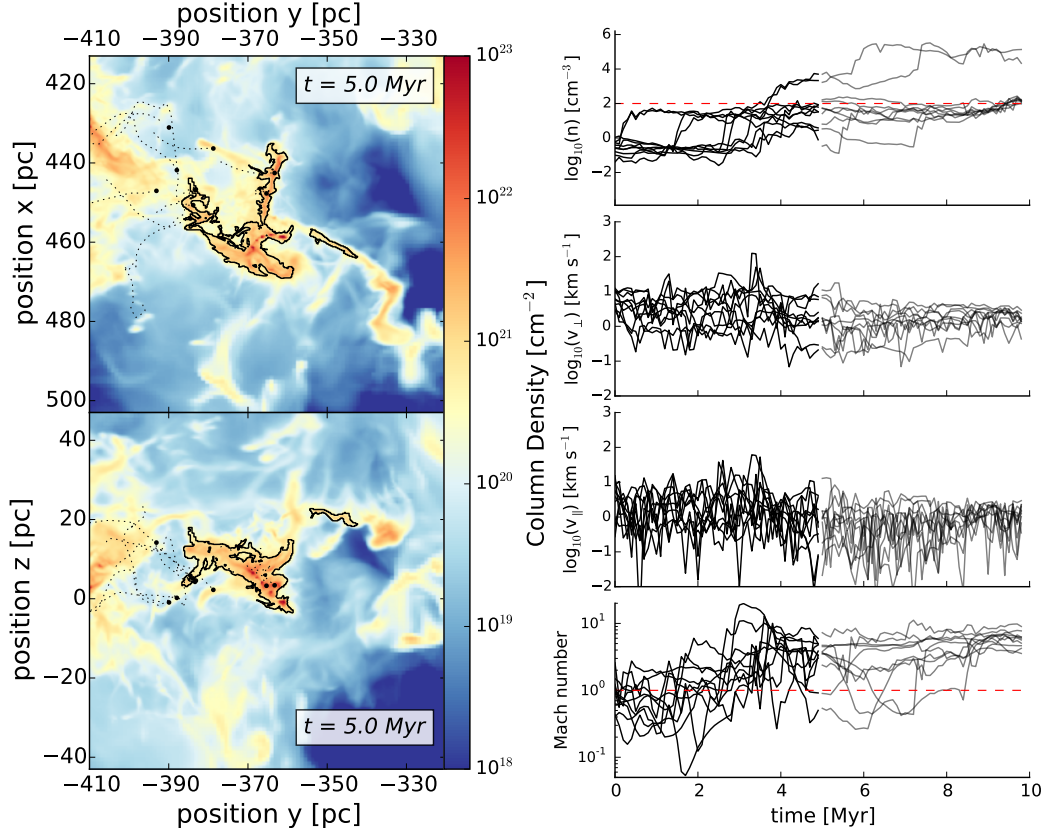 position y [pc]
−410 −390 −370 −350 −330
420
440
460
480
500
position x [pc]
t = 5.0 Myr
40
20
0
−20
−40
position z [pc]
t = 5.0 Myr
−410 −390 −370 −350 −330
position y [pc]
10^23
10^22
10^21
10^20
10^19
10^18
Column Density [cm^−2]
6
4
2
0
−2
log10(n) [cm^−3]
3
2
1
0
−1
−2
log10(v⊥) [km s^−1]
3
2
1
0
−1
−2
log10(v∥) [km s^−1]
10^1
10^0
10^−1
Mach number
0 2 4 6 8 10
time [Myr]